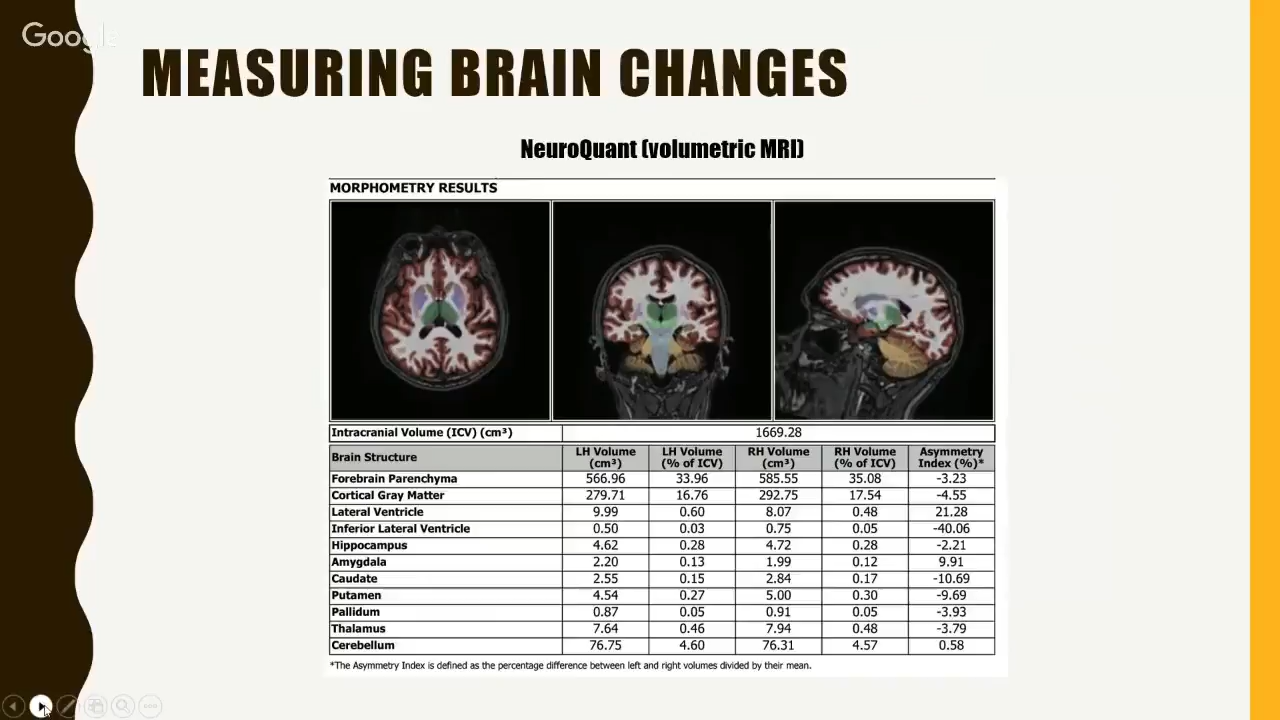 Google
MEASURING BRAIN CHANGES
NeuroQuant (volumetric MRI)
MORPHOMETRY RESULTS
Intracranial Volume (ICV) (cm³) 1669.28
Brain Structure LH Volume (cm³) LH Volume (% of ICV) RH Volume (cm³) RH Volume (% of ICV) Asymmetry Index (%)*
Forebrain Parenchyma 566.96 33.96 585.55 35.08 -3.23
Cortical Gray Matter 279.71 16.76 292.75 17.54 -4.55
Lateral Ventricle 9.99 0.60 8.07 0.48 21.28
Inferior Lateral Ventricle 0.50 0.03 0.75 0.05 -40.06
Hippocampus 4.62 0.28 4.72 0.28 -2.21
Amygdala 2.20 0.13 1.99 0.12 9.91
Caudate 2.55 0.15 2.84 0.17 -10.69
Putamen 4.54 0.27 5.00 0.30 -9.69
Pallidum 0.87 0.05 0.91 0.05 -3.93
Thalamus 7.64 0.46 7.94 0.48 -3.79
Cerebellum 76.75 4.60 76.31 4.57 0.58
*The Asymmetry Index is defined as the percentage difference between left and right volumes divided by their mean.